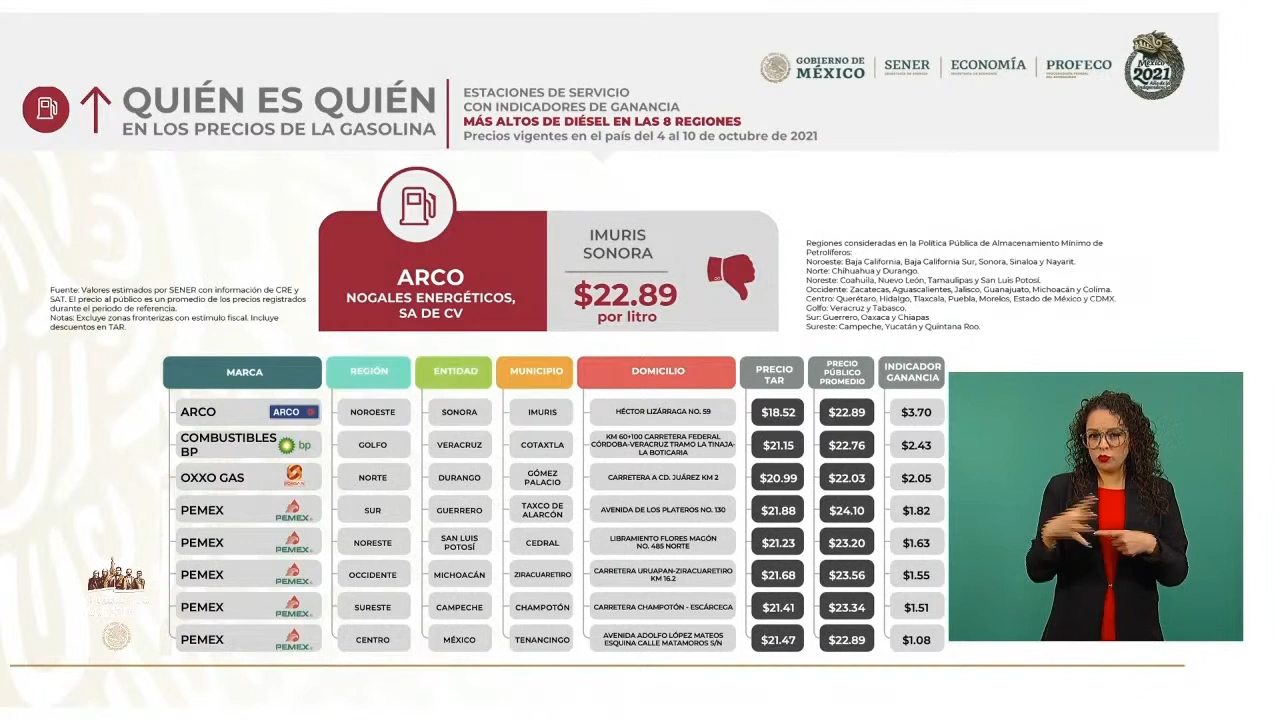 QUIÉN ES QUIÉN
EN LOS PRECIOS DE LA GASOLINA
ESTACIONES DE SERVICIO
CON INDICADORES DE GANANCIA
MÁS ALTOS DE DIÉSEL EN LAS 8 REGIONES
Precios vigentes en el país del 4 al 10 de octubre de 2021
GOBIERNO DE
MÉXICO
SENER
ECONOMÍA
PROFECO
México
2021
Fuente: Valores estimados por SENER con información de CRE y
SAT. El precio al público es un promedio de los precios registrados
durante el periodo de referencia.
Notas: Excluye zonas fronterizas con estímulo fiscal. Incluye
descuentos en TAR.
ARCO
NOGALES ENERGÉTICOS,
SA DE CV
IMURIS
SONORA
$22.89
por litro
Regiones consideradas en la Política Pública de Almacenamiento Mínimo de
Petrolíferos:
Noroeste: Baja California, Baja California Sur, Sonora, Sinaloa y Nayarit.
Norte: Chihuahua y Durango.
Noreste: Coahuila, Nuevo León, Tamaulipas y San Luis Potosí.
Occidente: Zacatecas, Aguascalientes, Jalisco, Guanajuato, Michoacán y Colima.
Centro: Querétaro, Hidalgo, Tlaxcala, Puebla, Morelos, Estado de México y CDMX.
Golfo: Veracruz y Tabasco.
Sur: Guerrero, Oaxaca y Chiapas
Sureste: Campeche, Yucatán y Quintana Roo.
MARCA REGIÓN ENTIDAD MUNICIPIO DOMICILIO PRECIO TAR PRECIO PÚBLICO PROMEDIO INDICADOR GANANCIA
ARCO ARCO NOROESTE SONORA IMURIS HÉCTOR LIZÁRRAGA NO. 59 $18.52 $22.89 $3.70
COMBUSTIBLES BP bp GOLFO VERACRUZ COTAXTLA KM 60+100 CARRETERA FEDERAL CÓRDOBA-VERACRUZ TRAMO LA TINAJA-LA BOTICARIA $21.15 $22.76 $2.43
OXXO GAS NORTE DURANGO GÓMEZ PALACIO CARRETERA A CD. JUÁREZ KM 2 $20.99 $22.03 $2.05
PEMEX PEMEX SUR GUERRERO TAXCO DE ALARCÓN AVENIDA DE LOS PLATEROS NO. 130 $21.88 $24.10 $1.82
PEMEX PEMEX NORESTE SAN LUIS POTOSÍ CEDRAL LIBRAMIENTO FLORES MAGÓN NO. 485 NORTE $21.23 $23.20 $1.63
PEMEX PEMEX OCCIDENTE MICHOACÁN ZIRACUARETIRO CARRETERA URUAPAN-ZIRACUARETIRO KM 16.2 $21.68 $23.56 $1.55
PEMEX PEMEX SURESTE CAMPECHE CHAMPOTÓN CARRETERA CHAMPOTÓN - ESCÁRCEGA $21.41 $23.34 $1.51
PEMEX PEMEX CENTRO MÉXICO TENANCINGO AVENIDA ADOLFO LÓPEZ MATEOS ESQUINA CALLE MATAMOROS S/N $21.47 $22.89 $1.08